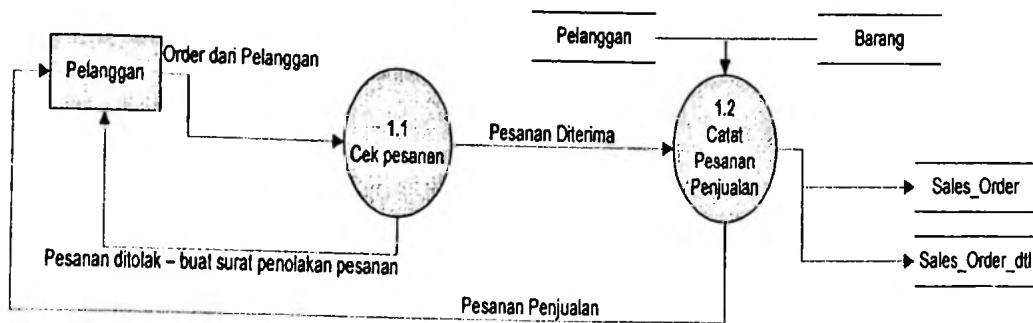 Pelanggan
Barang
Order dari Pelanggan
Pelanggan
1.1
Cek pesanan
Pesanan Diterima
1.2
Catat
Pesanan
Penjualan
Sales_Order
Sales_Order_dtl
Pesanan ditolak – buat surat penolakan pesanan
Pesanan Penjualan